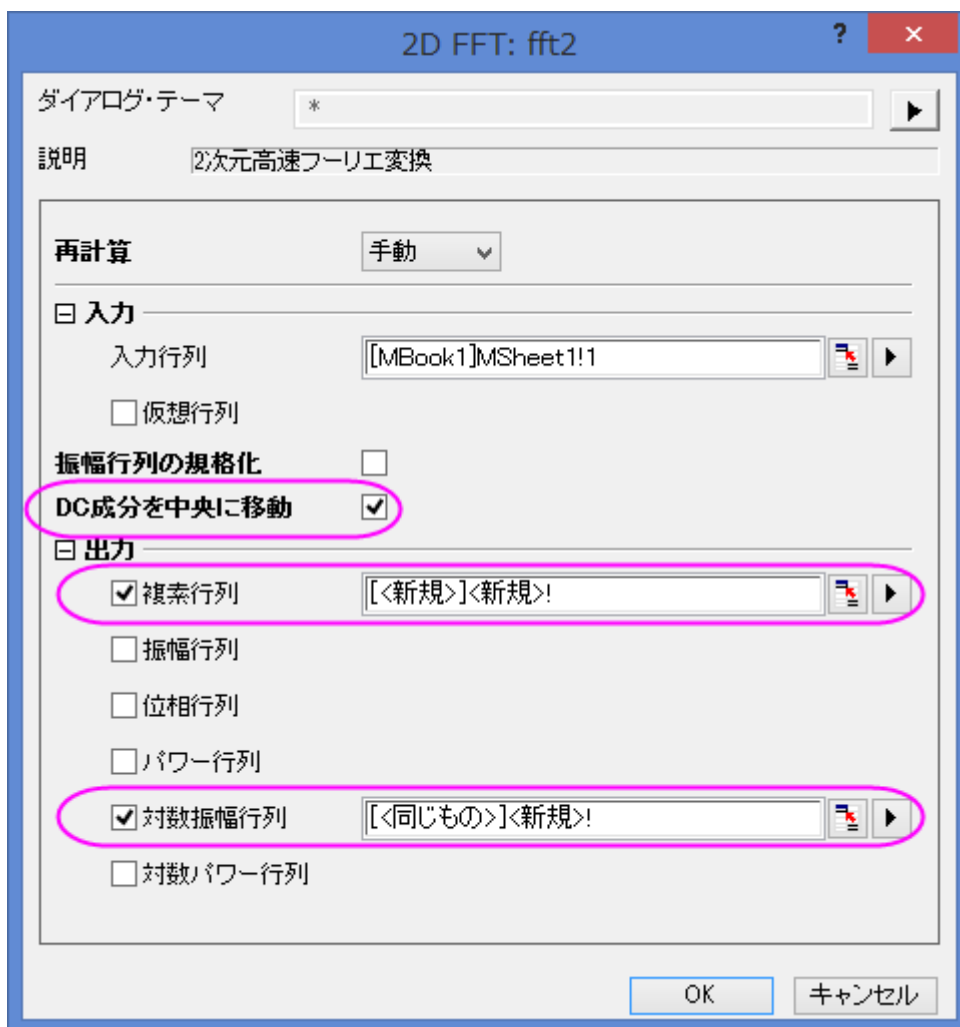 2D FFT: fft2
ダイアログ・テーマ *
説明 2次元高速フーリエ変換
再計算 手動
入力
入力行列 [MBook1]MSheet1!1
仮想行列
振幅行列の規格化
DC成分を中央に移動
出力
複素行列 [<新規>]<新規>!
振幅行列
位相行列
パワー行列
対数振幅行列 [<同じもの>]<新規>!
対数パワー行列
OK キャンセル